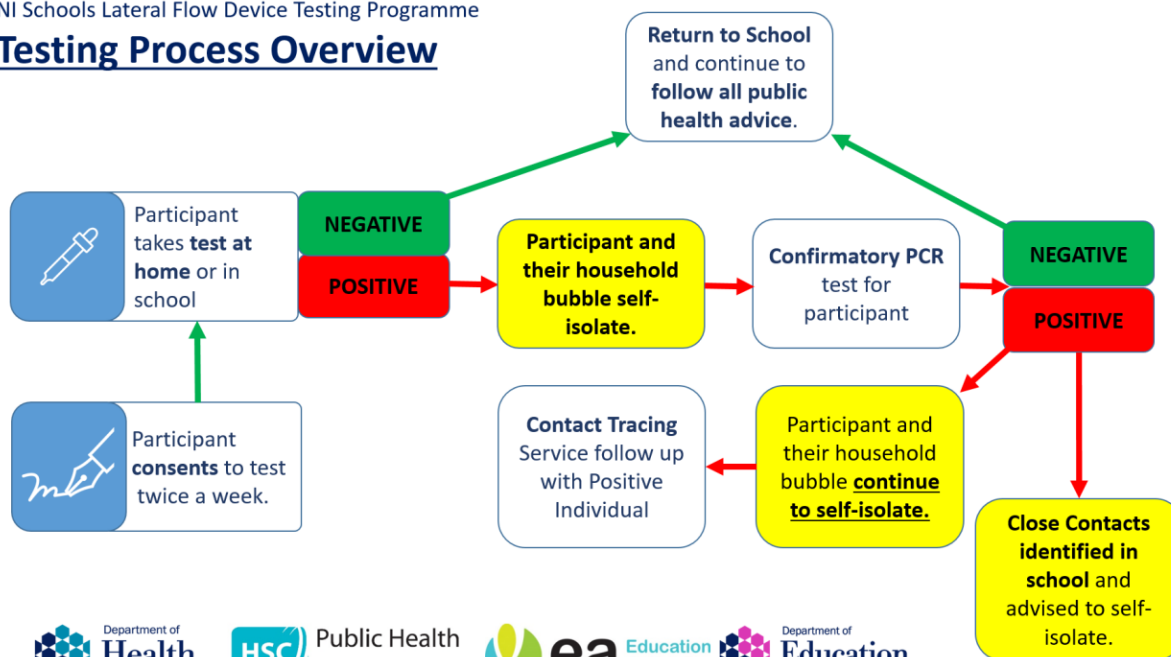 NI Schools Lateral Flow Device Testing Programme
Testing Process Overview
Return to School
and continue to
follow all public
health advice.
Participant
takes test at
home or in
school
NEGATIVE
POSITIVE
Participant and
their household
bubble self-
isolate.
Confirmatory PCR
test for
participant
NEGATIVE
POSITIVE
Participant
consents to test
twice a week.
Contact Tracing
Service follow up
with Positive
Individual
Participant and
their household
bubble continue
to self-isolate.
Close Contacts
identified in
school and
advised to self-
isolate.
Department of
Health
HSC
Public Health
ea
Education
Department of
Education